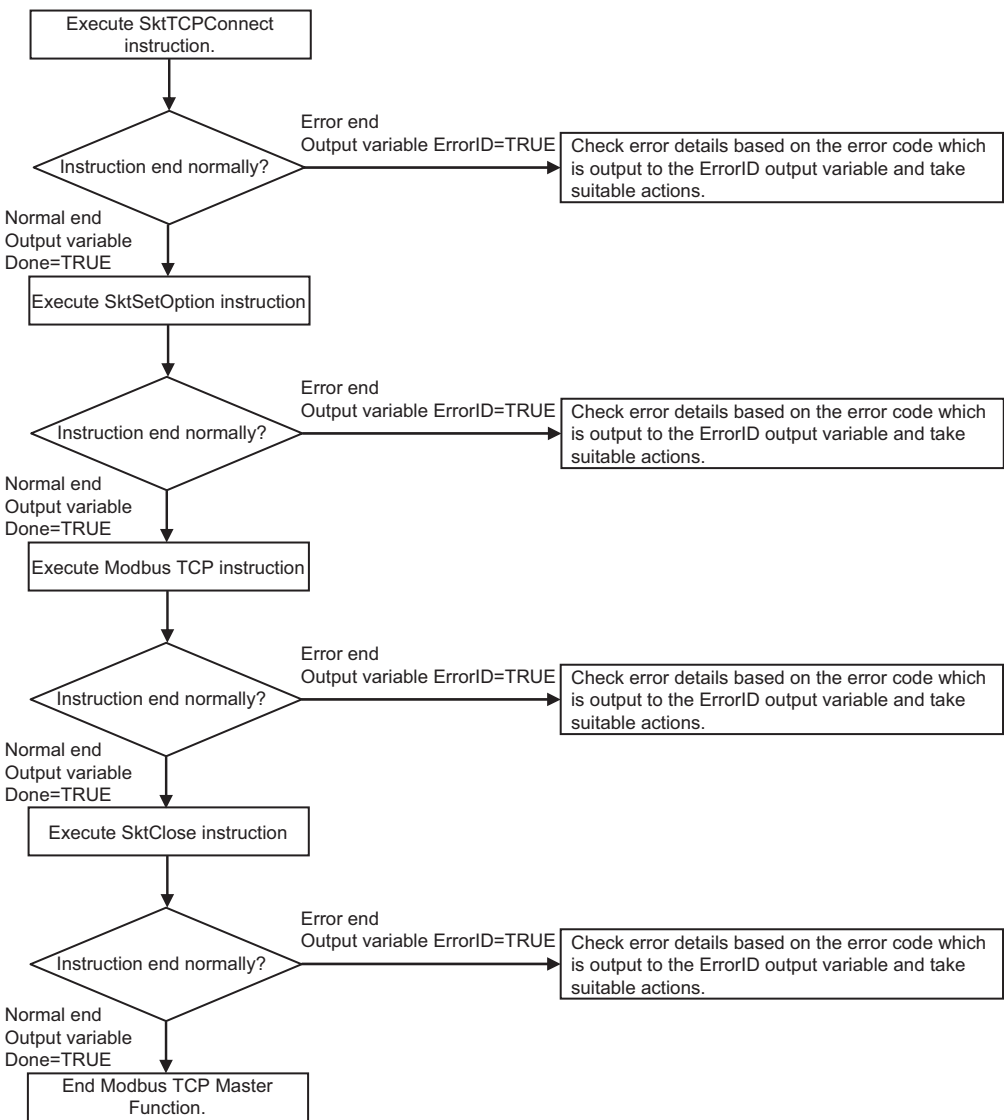 Execute SktTCPConnect
instruction.
Instruction end normally?
Error end
Output variable ErrorID=TRUE
Check error details based on the error code which
is output to the ErrorID output variable and take
suitable actions.
Normal end
Output variable
Done=TRUE
Execute SktSetOption instruction
Instruction end normally?
Error end
Output variable ErrorID=TRUE
Check error details based on the error code which
is output to the ErrorID output variable and take
suitable actions.
Normal end
Output variable
Done=TRUE
Execute Modbus TCP instruction
Instruction end normally?
Error end
Output variable ErrorID=TRUE
Check error details based on the error code which
is output to the ErrorID output variable and take
suitable actions.
Normal end
Output variable
Done=TRUE
Execute SktClose instruction
Instruction end normally?
Error end
Output variable ErrorID=TRUE
Check error details based on the error code which
is output to the ErrorID output variable and take
suitable actions.
Normal end
Output variable
Done=TRUE
End Modbus TCP Master
Function.